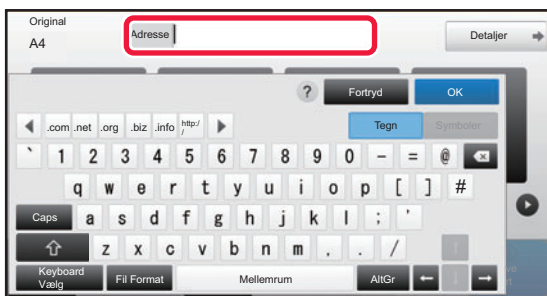 Original
A4
Adresse
Detaljer
?
Fortryd
OK
.com .net .org .biz .info http://
Tegn
Symboler
` 1 2 3 4 5 6 7 8 9 0 - = @
q w e r t y u i o p [ ] #
Caps a s d f g h j k l ; '
z x c v b n m , . /
Keyboard
Vælg
Fil Format
Mellemrum
AltGr